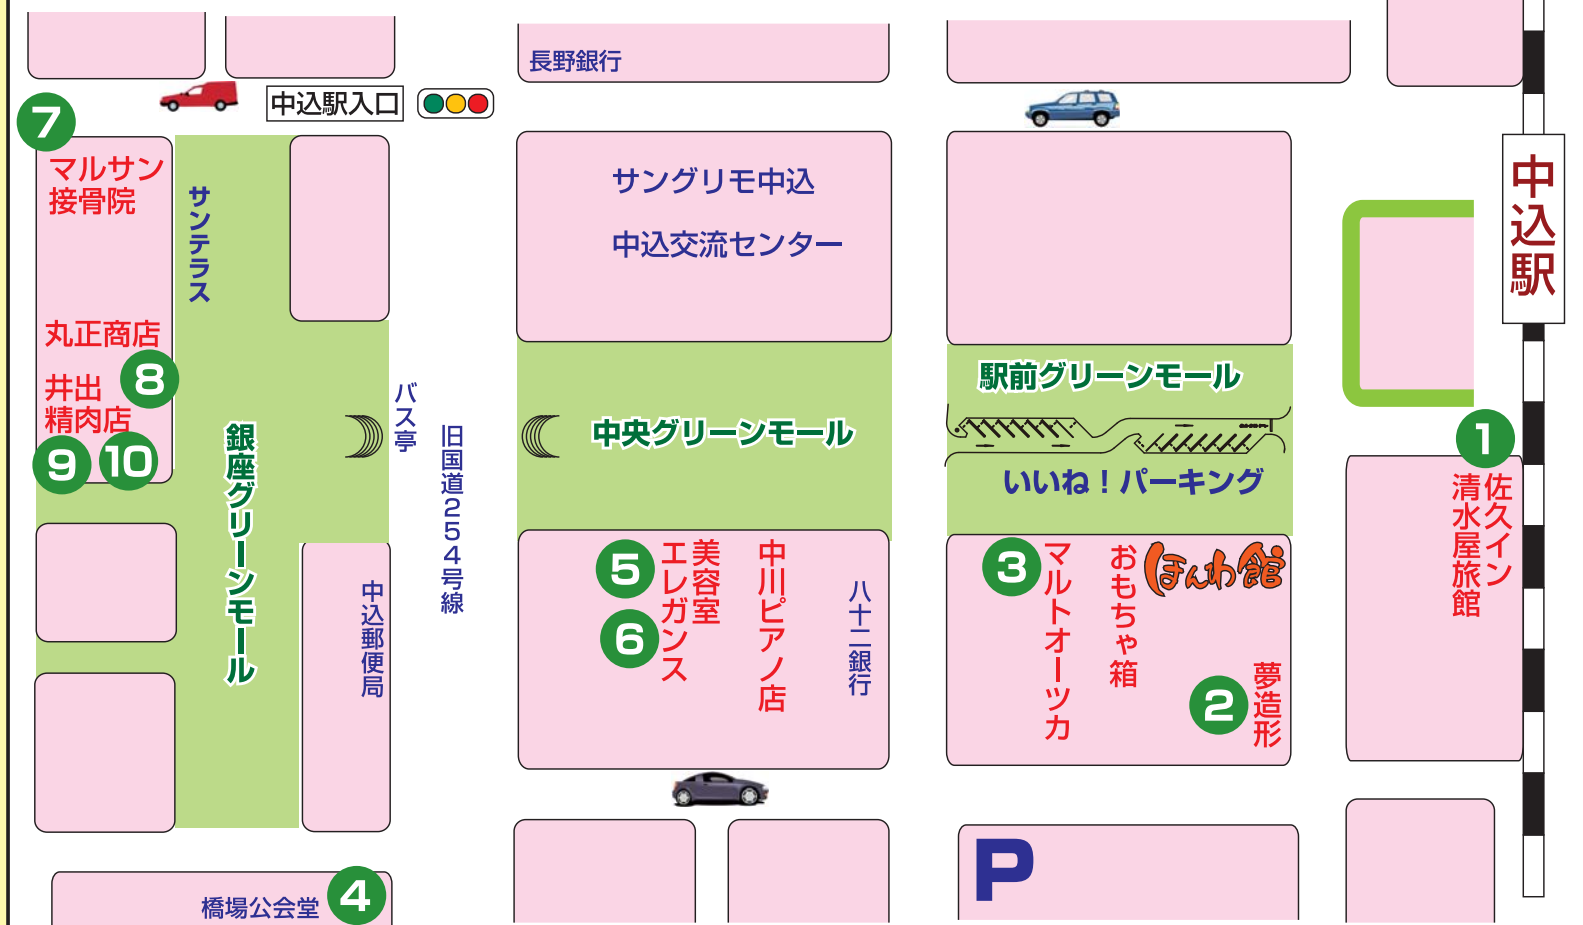 長野銀行
中込駅入口
7
マルサン
接骨院
サンテラス
サングリモ中込
中込交流センター
中込駅
丸正商店
8
井出
精肉店
9
10
銀座グリーンモール
バス亭
旧国道254号線
中央グリーンモール
駅前グリーンモール
いいね！パーキング
1
佐久イン
清水屋旅館
5
6
美容室
エレガンス
中川ピアノ店
八十二銀行
3
マルトオーツカ
おもちゃ箱
ほんわ館
2
夢造形
中込郵便局
P
橋場公会堂
4